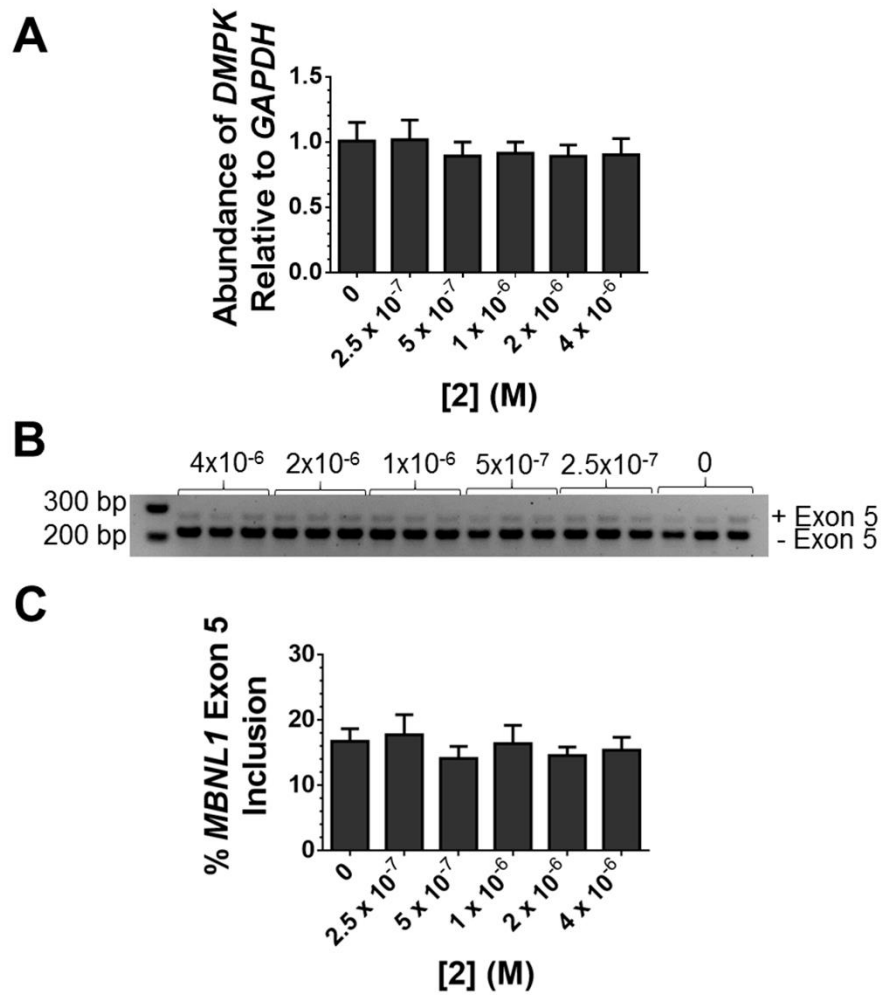 A
Abundance of DMPK
Relative to GAPDH
1.5
1.0
0.5
0.0
0
2.5 x 10⁻⁷
5 x 10⁻⁷
1 x 10⁻⁶
2 x 10⁻⁶
4 x 10⁻⁶
[2] (M)
B
4x10⁻⁶ 2x10⁻⁶ 1x10⁻⁶ 5x10⁻⁷ 2.5x10⁻⁷ 0
300 bp
200 bp
+ Exon 5
- Exon 5
C
% MBNL1 Exon 5
Inclusion
30
20
10
0
0
2.5 x 10⁻⁷
5 x 10⁻⁷
1 x 10⁻⁶
2 x 10⁻⁶
4 x 10⁻⁶
[2] (M)